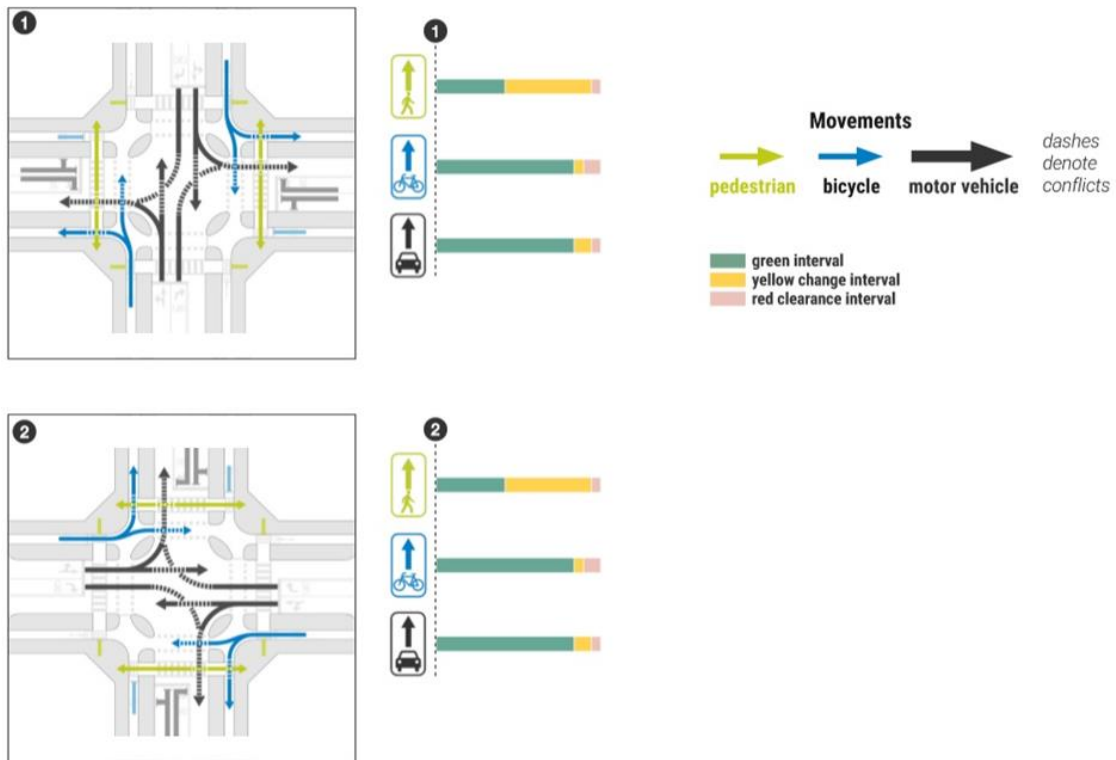 1
1
Movements
pedestrian
bicycle
motor vehicle
dashes
denote
conflicts
green interval
yellow change interval
red clearance interval
2
2